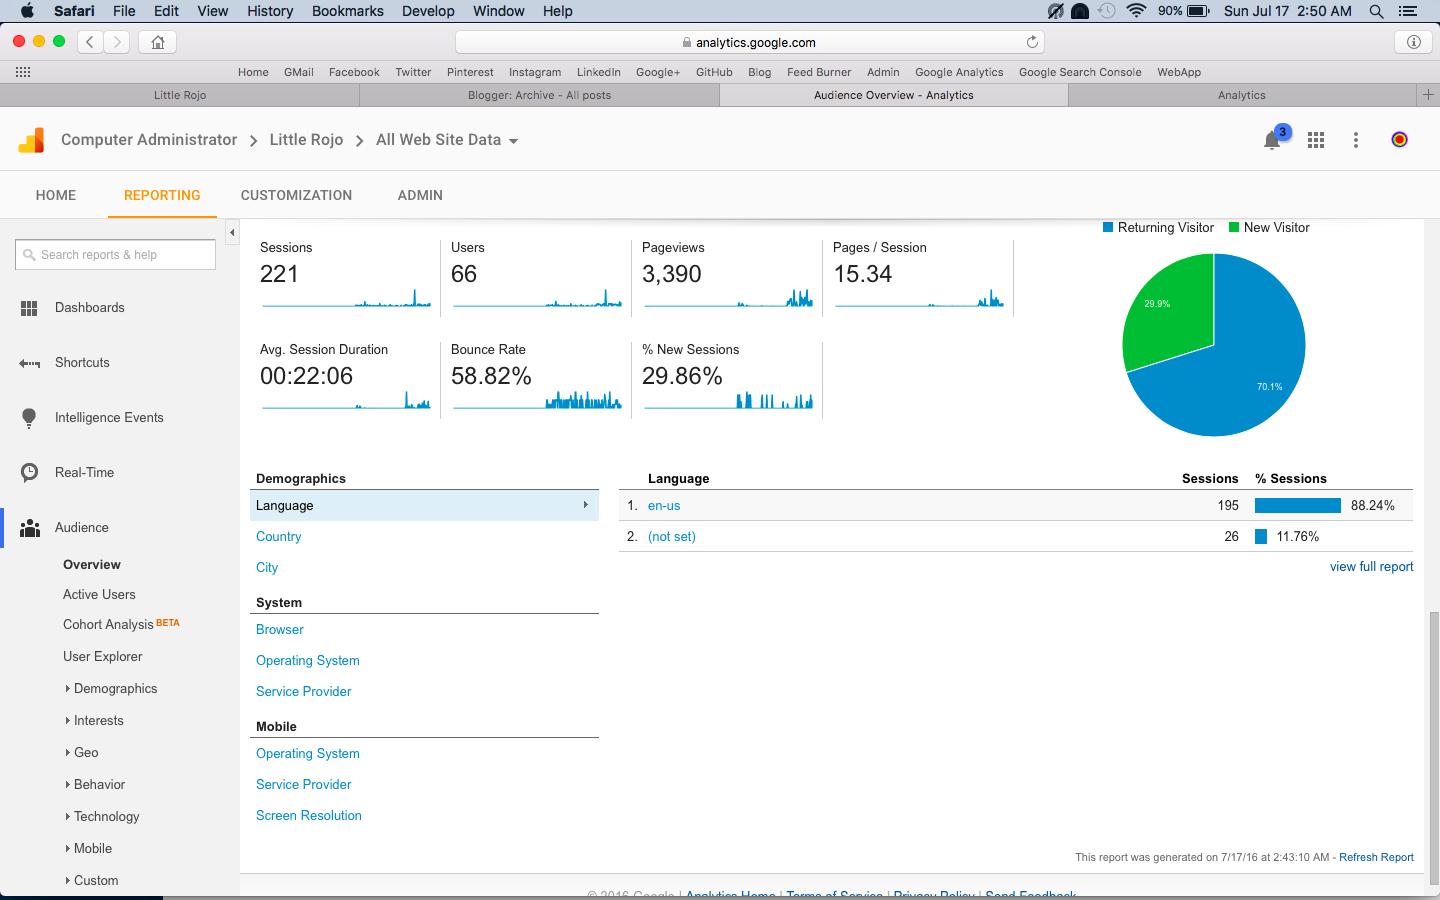 Safari File Edit View History Bookmarks Develop Window Help 90% Sun Jul 17 2:50 AM
analytics.google.com
Home GMail Facebook Twitter Pinterest Instagram LinkedIn Google+ GitHub Blog Feed Burner Admin Google Analytics Google Search Console WebApp
Little Rojo Blogger: Archive - All posts Audience Overview - Analytics Analytics
Computer Administrator Little Rojo All Web Site Data 3
HOME REPORTING CUSTOMIZATION ADMIN
Search reports & help
Dashboards
Shortcuts
Intelligence Events
Real-Time
Audience
Overview
Active Users
Cohort Analysis BETA
User Explorer
Demographics
Interests
Geo
Behavior
Technology
Mobile
Custom
Sessions
221
Users
66
Pageviews
3,390
Pages / Session
15.34
Avg. Session Duration
00:22:06
Bounce Rate
58.82%
% New Sessions
29.86%
Returning Visitor New Visitor
29.9%
70.1%
Demographics
Language
Country
City
System
Browser
Operating System
Service Provider
Mobile
Operating System
Service Provider
Screen Resolution
Language Sessions % Sessions
1. en-us 195 88.24%
2. (not set) 26 11.76%
view full report
This report was generated on 7/17/16 at 2:43:10 AM - Refresh Report
© 2016 Google | Analytics Home | Terms of Service | Privacy Policy | Send Feedback